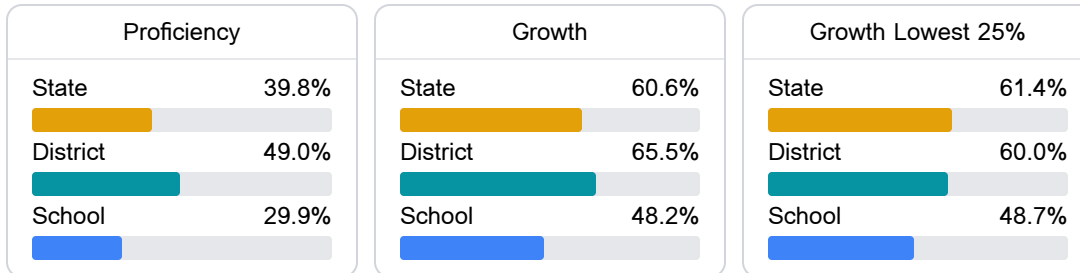 Proficiency
State 39.8%
District 49.0%
School 29.9%
Growth
State 60.6%
District 65.5%
School 48.2%
Growth Lowest 25%
State 61.4%
District 60.0%
School 48.7%